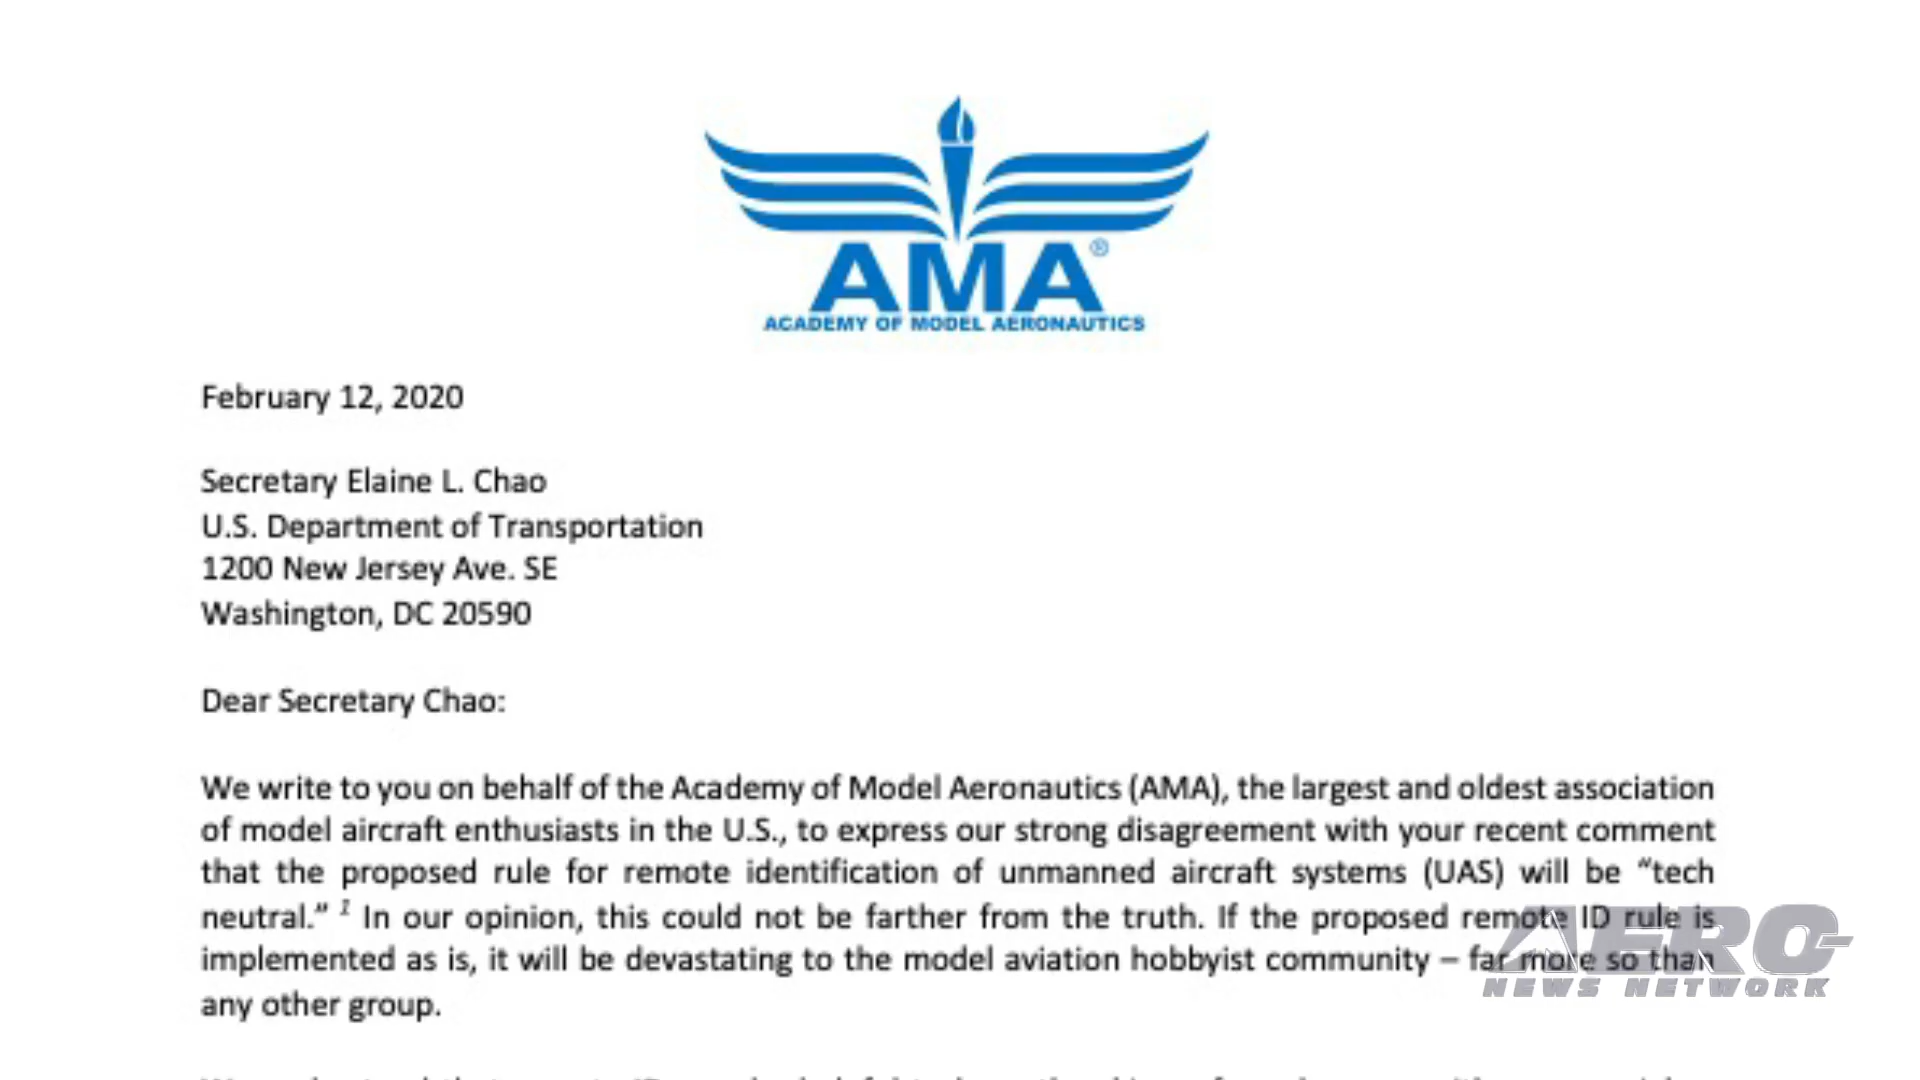 AMA®
ACADEMY OF MODEL AERONAUTICS
February 12, 2020
Secretary Elaine L. Chao
U.S. Department of Transportation
1200 New Jersey Ave. SE
Washington, DC 20590
Dear Secretary Chao:
We write to you on behalf of the Academy of Model Aeronautics (AMA), the largest and oldest association
of model aircraft enthusiasts in the U.S., to express our strong disagreement with your recent comment
that the proposed rule for remote identification of unmanned aircraft systems (UAS) will be “tech
neutral.” 1 In our opinion, this could not be farther from the truth. If the proposed remote ID rule is
implemented as is, it will be devastating to the model aviation hobbyist community – far more so than
any other group.
AERO
NEWS NETWORK